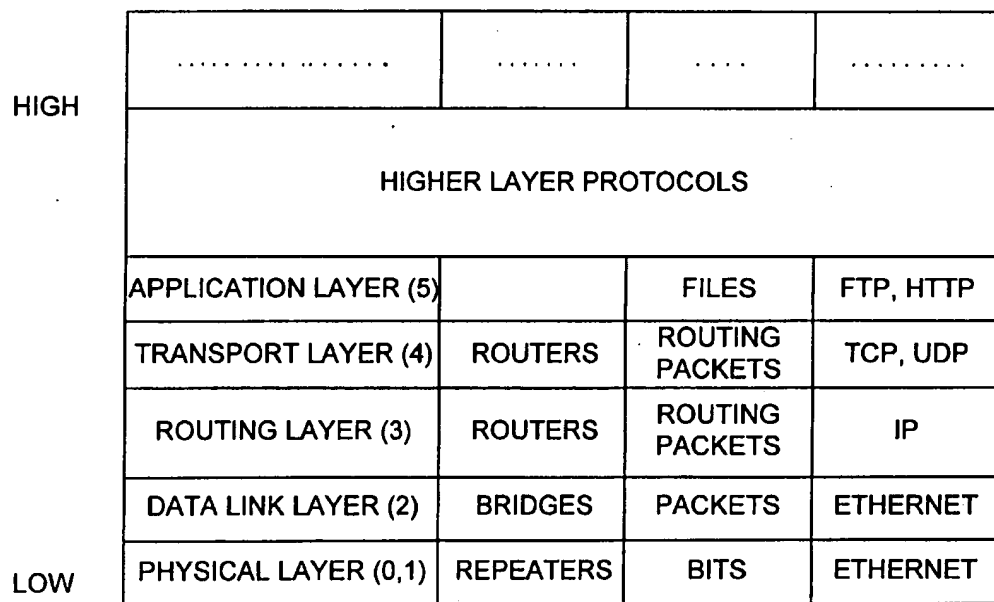 HIGH
HIGHER LAYER PROTOCOLS
APPLICATION LAYER (5) FILES FTP, HTTP
TRANSPORT LAYER (4) ROUTERS ROUTING PACKETS TCP, UDP
ROUTING LAYER (3) ROUTERS ROUTING PACKETS IP
DATA LINK LAYER (2) BRIDGES PACKETS ETHERNET
LOW PHYSICAL LAYER (0,1) REPEATERS BITS ETHERNET